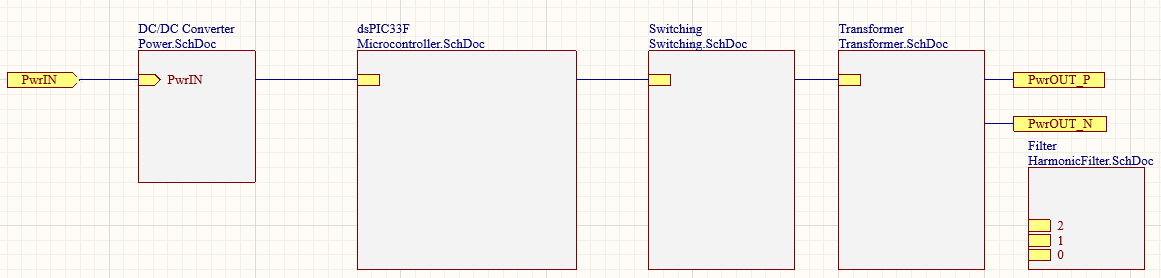 DC/DC Converter
Power.SchDoc
dsPIC33F
Microcontroller.SchDoc
Switching
Switching.SchDoc
Transformer
Transformer.SchDoc
PwrIN
PwrIN
PwrOUT_P
PwrOUT_N
Filter
HarmonicFilter.SchDoc
2
1
0